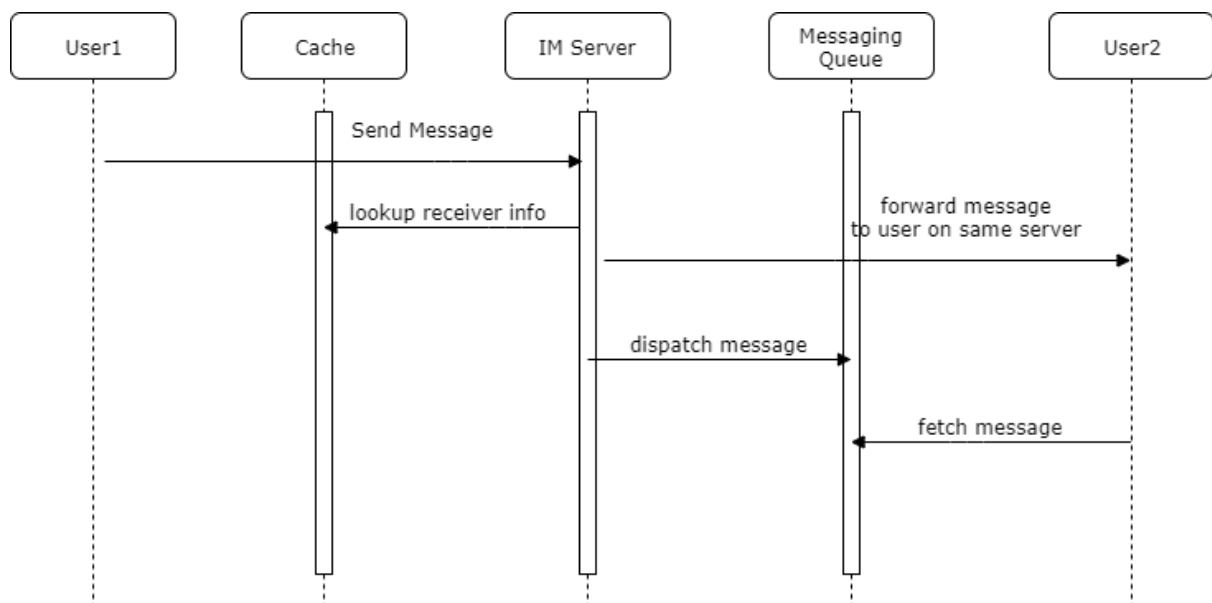 User1
Cache
IM Server
Messaging
Queue
User2
Send Message
lookup receiver info
forward message
to user on same server
dispatch message
fetch message